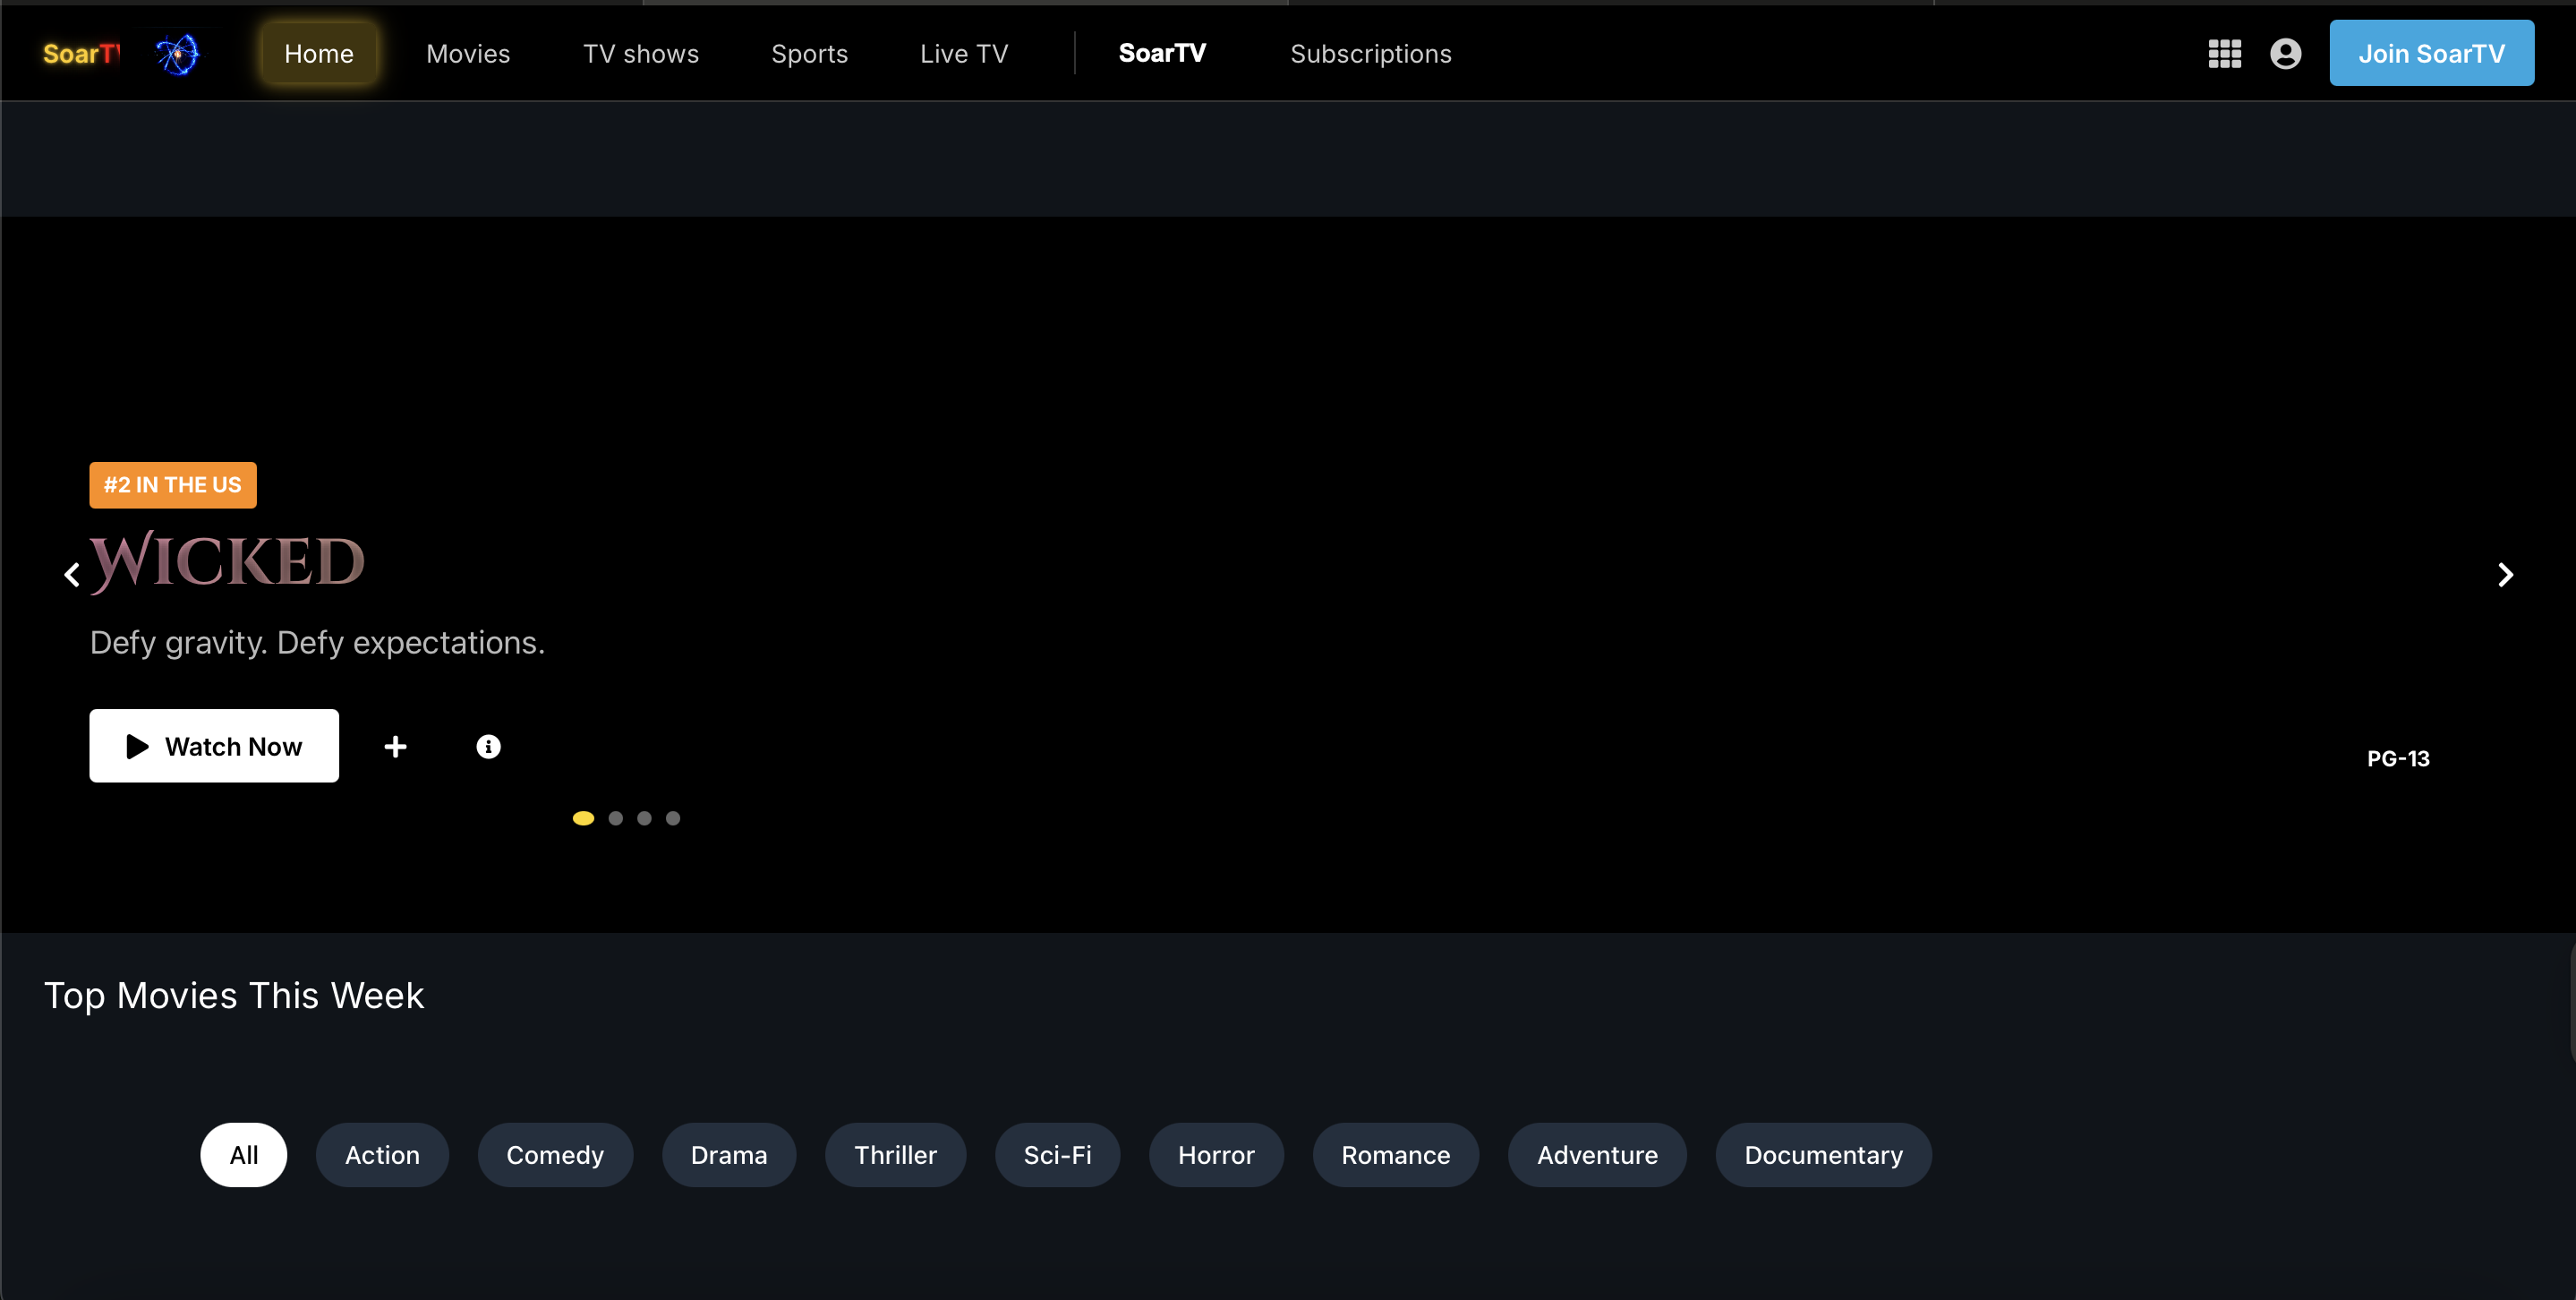 SoarTV Home Movies TV shows Sports Live TV SoarTV Subscriptions Join SoarTV
#2 IN THE US
WICKED
Defy gravity. Defy expectations.
Watch Now
PG-13
Top Movies This Week
All Action Comedy Drama Thriller Sci-Fi Horror Romance Adventure Documentary